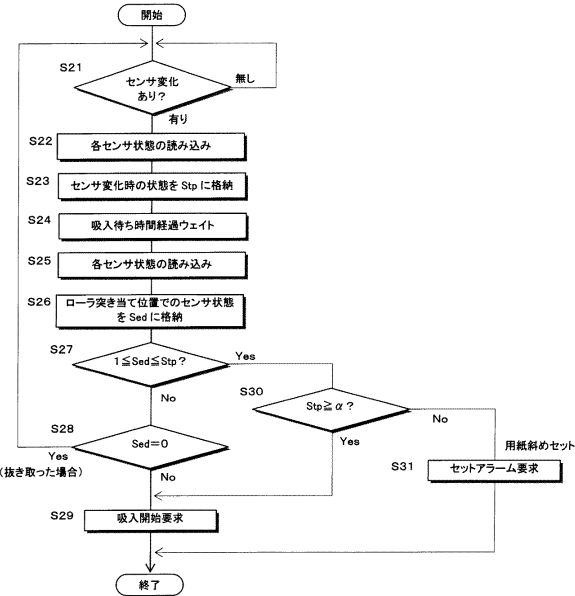 開始
S21
センサ変化
あり？
無し
有り
S22
各センサ状態の読み込み
S23
センサ変化時の状態を Stp に格納
S24
吸入待ち時間経過ウェイト
S25
各センサ状態の読み込み
S26
ローラ突き当て位置でのセンサ状態
を Sed に格納
S27
1≦Sed≦Stp？
Yes
No
S30
Stp≧α？
No
Yes
S28
Sed＝0
Yes
（抜き取った場合）
No
用紙斜めセット
S31
セットアラーム要求
S29
吸入開始要求
終了